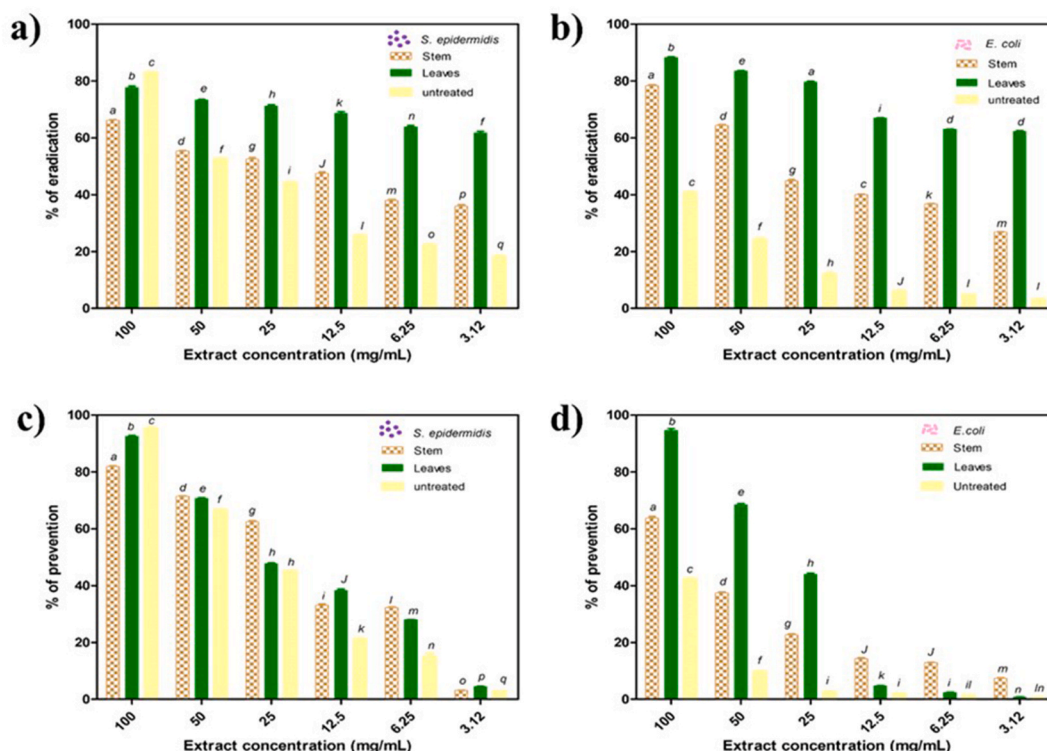 a)
S. epidermidis
Stem
Leaves
untreated
% of eradication
100
80
60
40
20
0
a b c
d e f
g h i
J k l
m n o
p f q
100 50 25 12.5 6.25 3.12
Extract concentration (mg/mL)
b)
E. coli
Stem
Leaves
untreated
% of eradication
100
80
60
40
20
0
a b c
d e f
g a h
c i J
k d l
m d l
100 50 25 12.5 6.25 3.12
Extract concentration (mg/mL)
c)
S. epidermidis
Stem
Leaves
untreated
% of prevention
100
80
60
40
20
0
a b c
d e f
g h h
i J k
l m n
o p q
100 50 25 12.5 6.25 3.12
Extract concentration (mg/mL)
d)
E.coli
Stem
Leaves
Untreated
% of prevention
100
80
60
40
20
0
a b c
d e f
g h i
J k i
J i il
m n ln
100 50 25 12.5 6.25 3.12
Extract concentration (mg/mL)